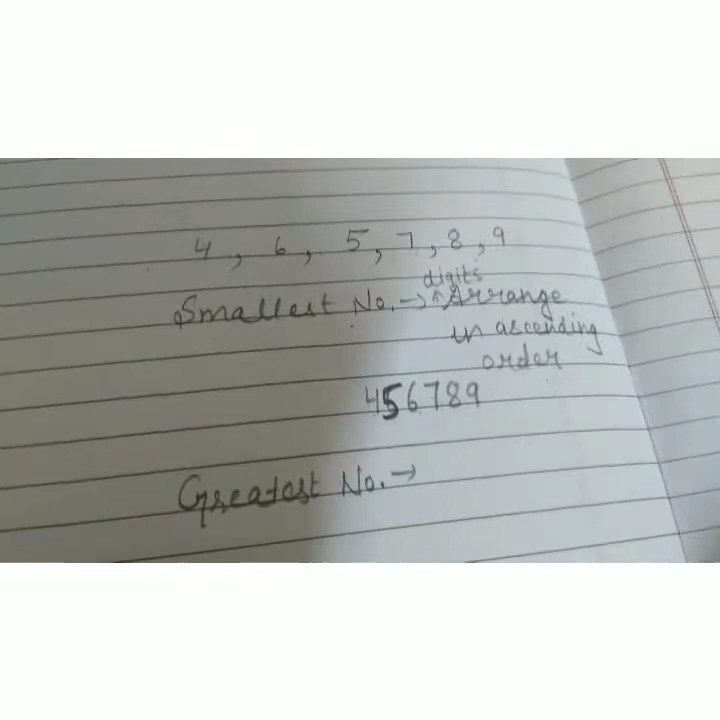 4, 6, 5, 7, 8, 9
Smallest No. → digits Arrange
in ascending
order
456789
Greatest No. →